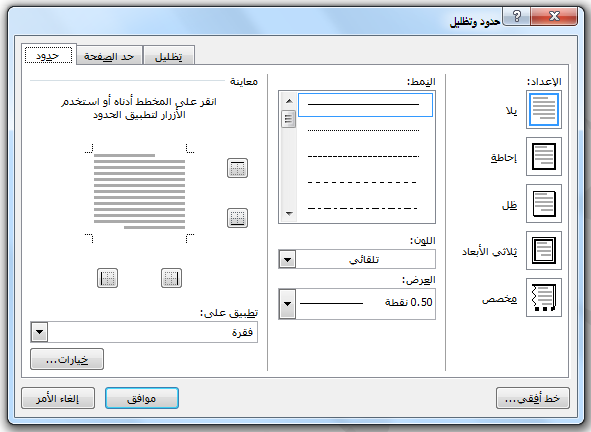 حدود وتظليل
حدود
حد الصفحة
تظليل
الإعداد:
بلا
إحاطة
ظل
ثلاثي الأبعاد
مخصص
النمط:
اللون:
تلقائي
العرض:
0.50 نقطة
معاينة
انقر على المخطط أدناه أو استخدم
الأزرار لتطبيق الحدود
تطبيق على:
فقرة
خيارات...
خط أفقي...
موافق
إلغاء الأمر